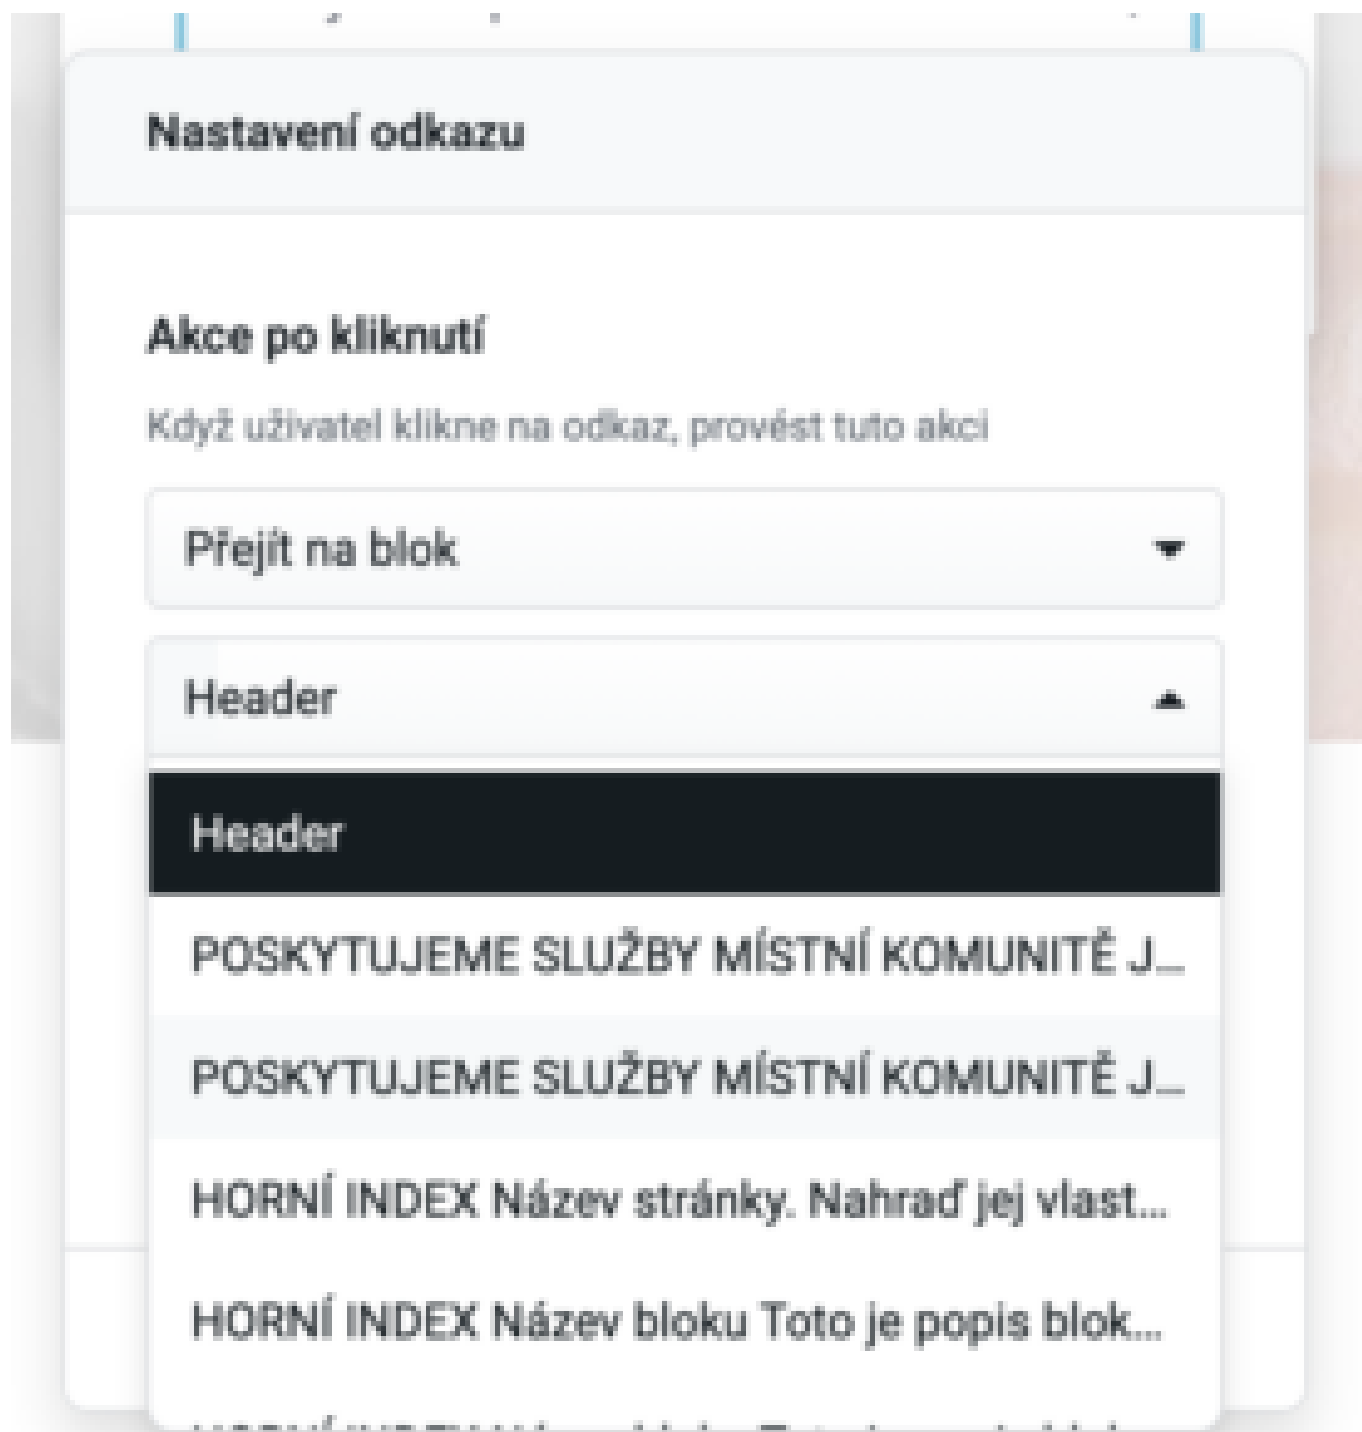 Nastavení odkazu
Akce po kliknutí
Když uživatel klikne na odkaz, provést tuto akci
Přejít na blok
Header
Header
POSKYTUJEME SLUŽBY MÍSTNÍ KOMUNITĚ J...
POSKYTUJEME SLUŽBY MÍSTNÍ KOMUNITĚ J...
HORNÍ INDEX Název stránky. Nahraď jej vlast...
HORNÍ INDEX Název bloku Toto je popis blok...